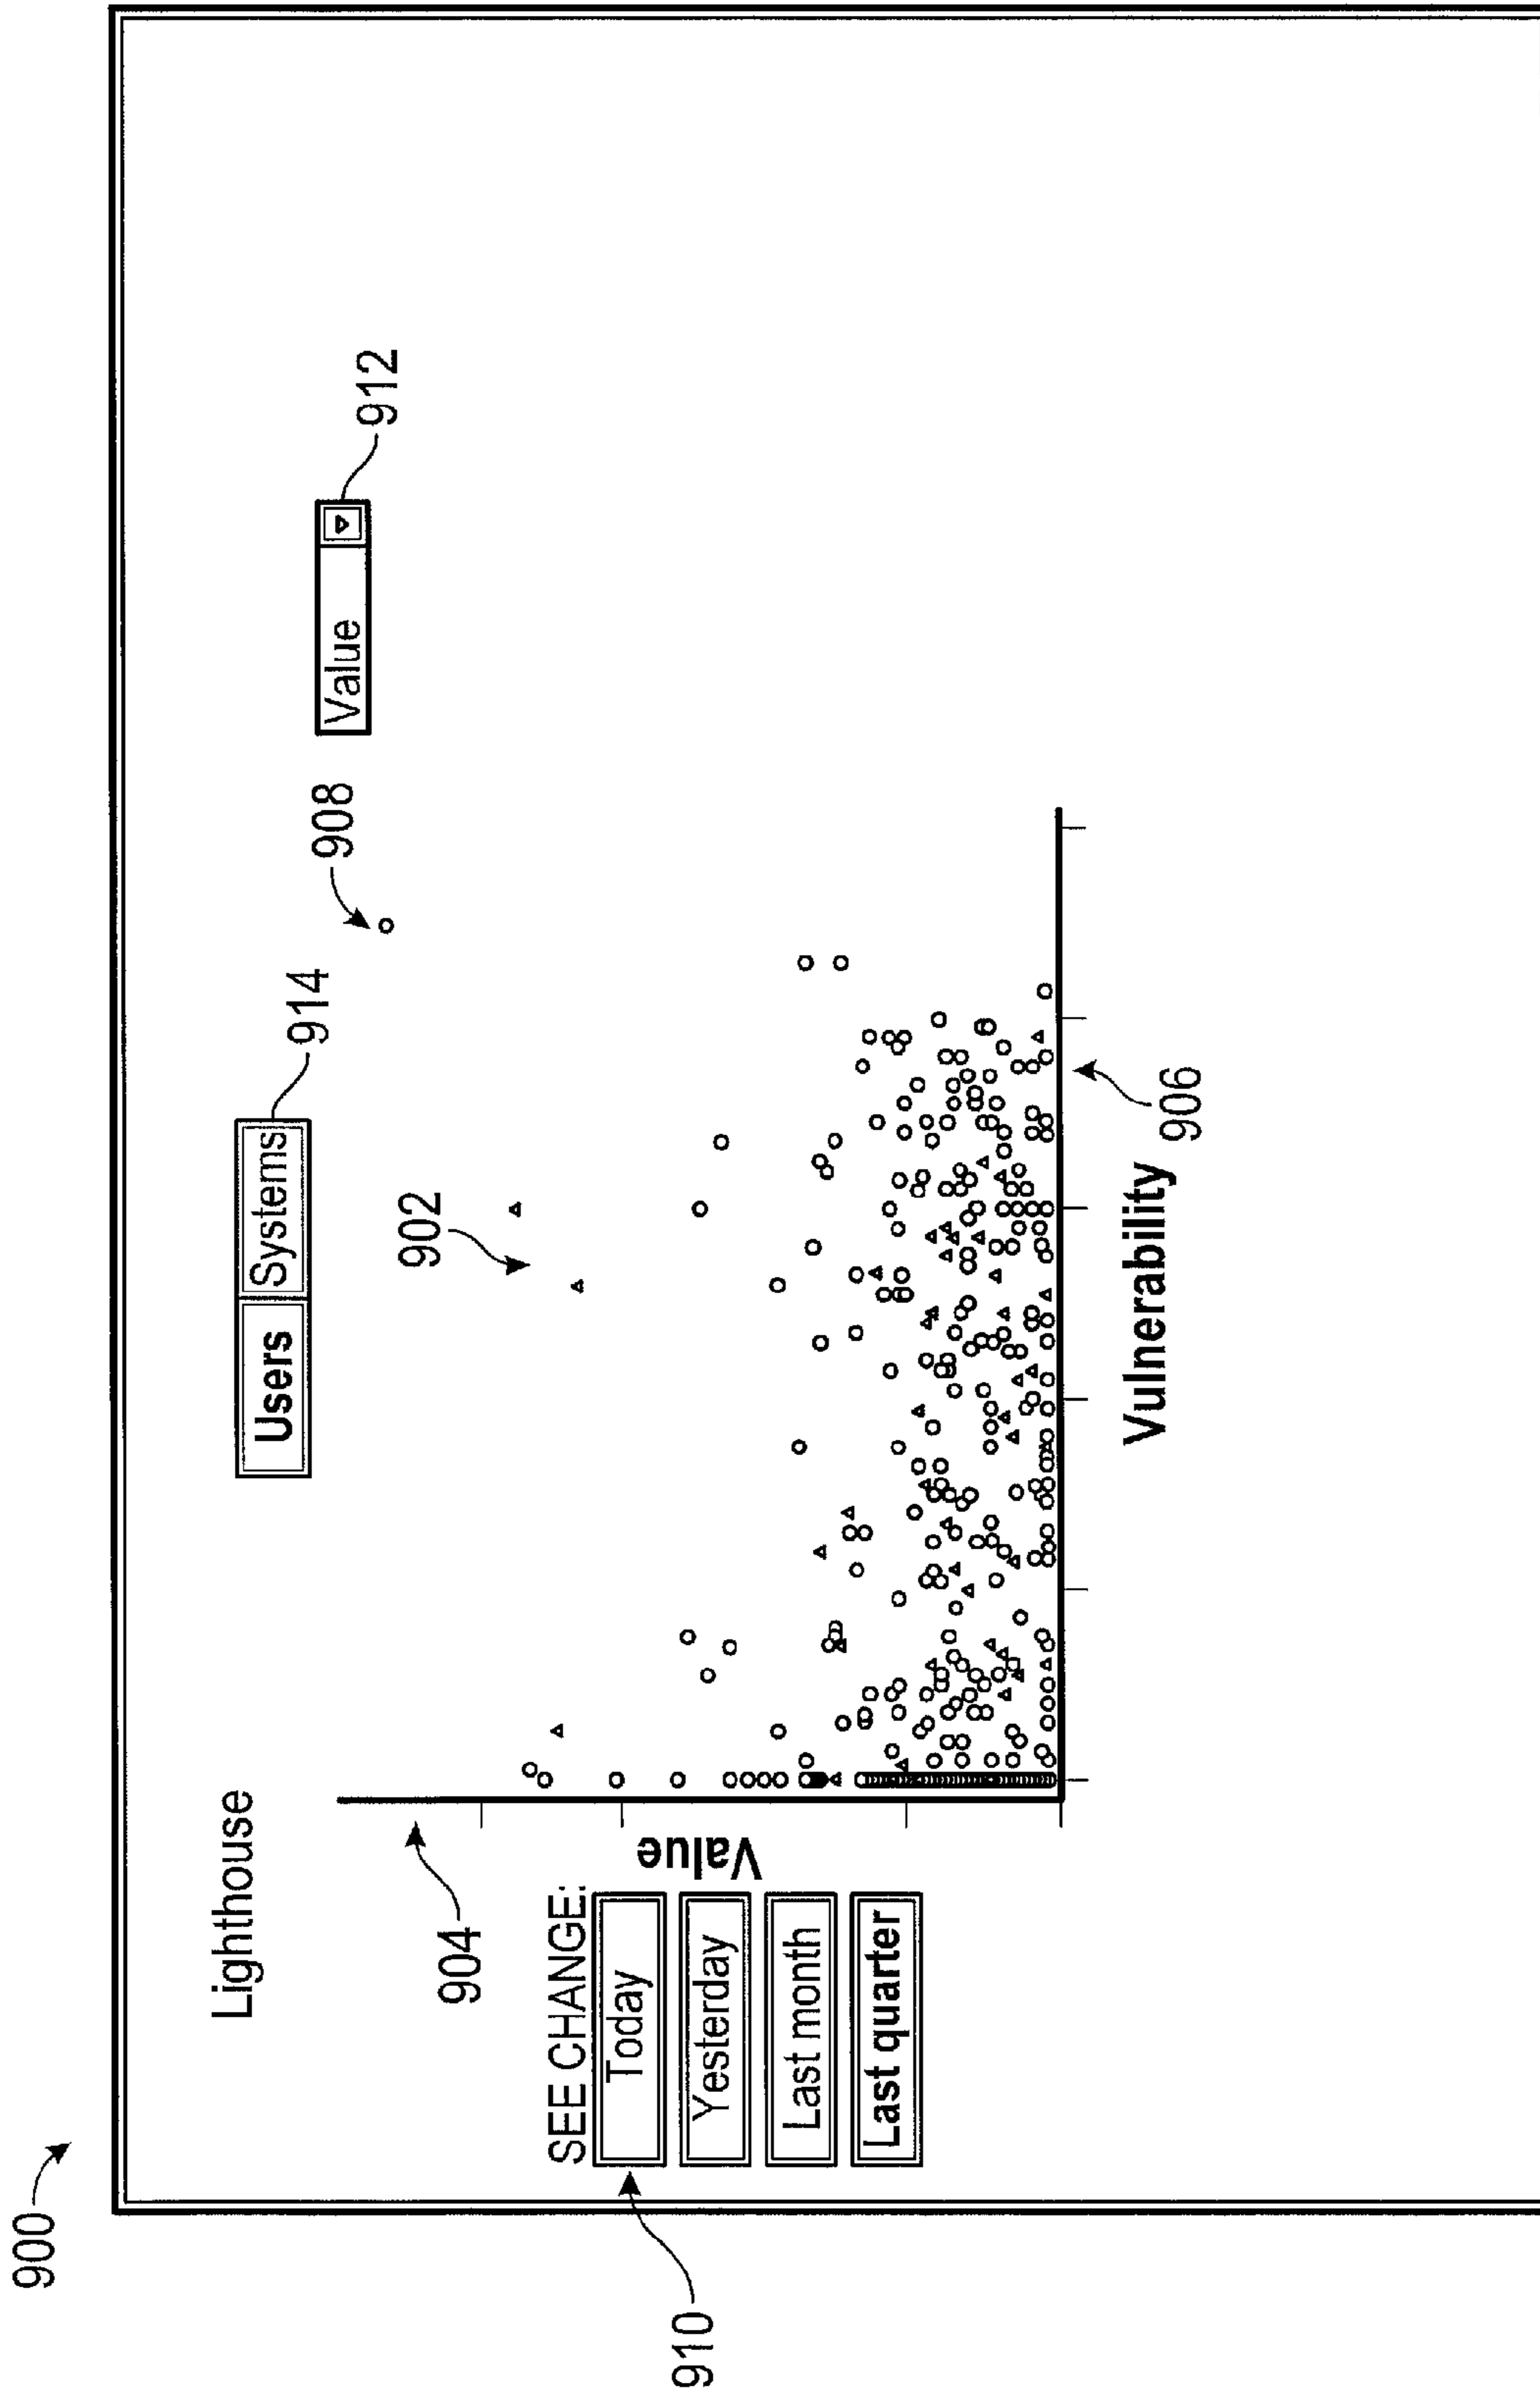 900
Lighthouse
Users Systems
914
908
Value
912
902
904
SEE CHANGE:
Today
Yesterday
Last month
Last quarter
910
Value
Vulnerability
906